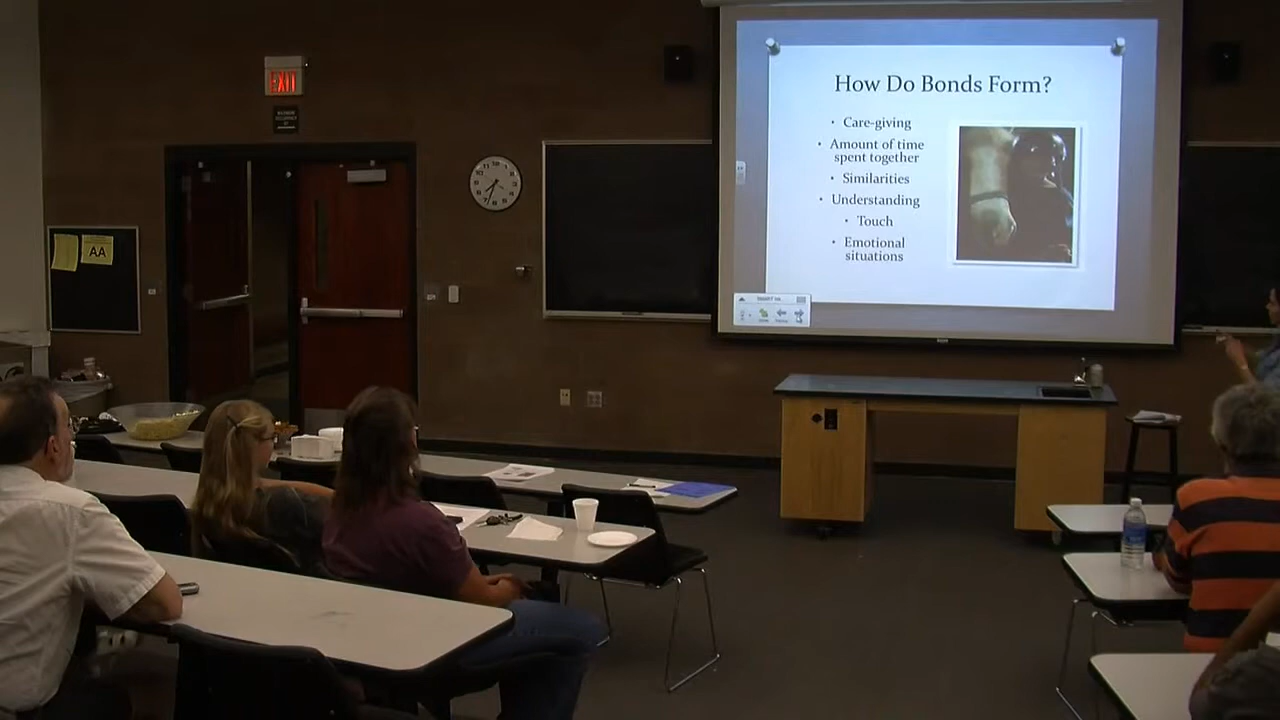 EXIT
How Do Bonds Form?
• Care-giving
• Amount of time
spent together
• Similarities
• Understanding
• Touch
• Emotional
situations
AA